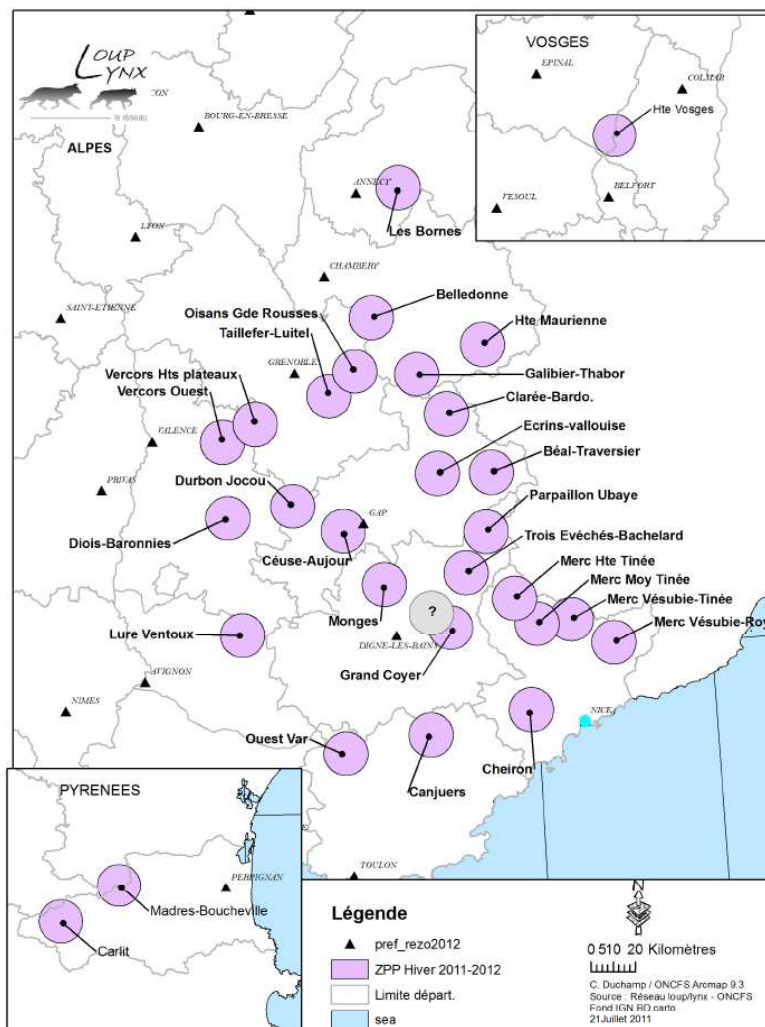 LOUP
LYNX
le réseau
ALPES
BOURG-EN-BRESSE
ANNECY
Les Bornes
LYON
CHAMBERY
SAINT-ETIENNE
Belledonne
Oisans Gde Rousses
Hte Maurienne
Taillefer-Luitel
GRENOBLE
Galibier-Thabor
Vercors Hts plateaux
Vercors Ouest
Clarée-Bardo.
Ecrins-vallouise
VALENCE
Béal-Traversier
Durbon Jocou
PRIVAS
Parpaillon Ubaye
GAP
Diois-Baronnies
Trois Evéchés-Bachelard
Céuse-Aujour
Merc Hte Tinée
Merc Moy Tinée
Merc Vésubie-Tinée
Monges
?
Merc Vésubie-Roy
Lure Ventoux
DIGNE-LES-BAINS
Grand Coyer
AVIGNON
NIMES
NICE
Ouest Var
Cheiron
Canjuers
TOULON
VOSGES
EPINAL
COLMAR
Hte Vosges
BELFORT
VESOUL
PYRENEES
PERPIGNAN
Madres-Boucheville
Carlit
Légende
pref_rezo2012
ZPP Hiver 2011-2012
Limite départ.
sea
N
0 510 20 Kilomètres
C. Duchamp / ONCFS Arcmap 9.3
Source : Réseau loup/lynx - ONCFS
Fond IGN BD carto
21Juillet 2011